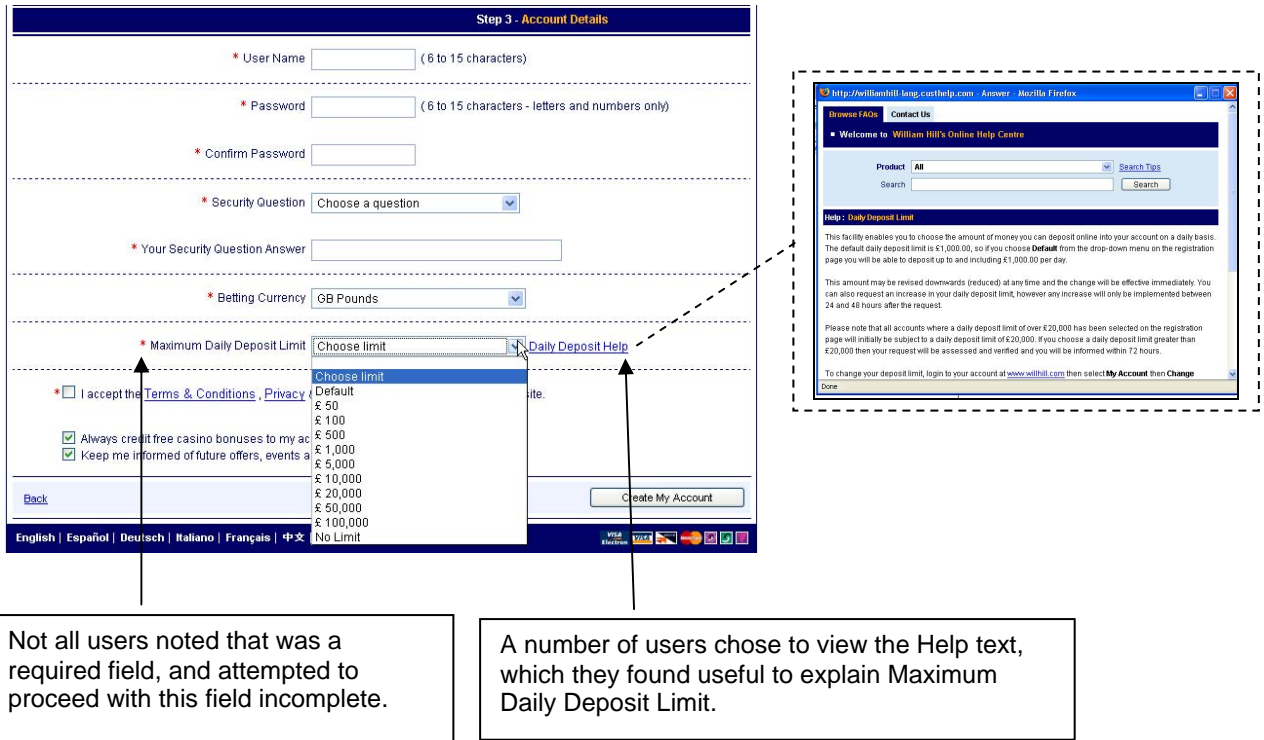 Step 3 - Account Details
* User Name
( 6 to 15 characters)
* Password
( 6 to 15 characters - letters and numbers only)
* Confirm Password
* Security Question
Choose a question
* Your Security Question Answer
* Betting Currency
GB Pounds
* Maximum Daily Deposit Limit
Choose limit
Daily Deposit Help
Choose limit
Default
£ 50
£ 100
£ 500
£ 1,000
£ 5,000
£ 10,000
£ 20,000
£ 50,000
£ 100,000
No Limit
* I accept the Terms & Conditions , Privacy
site.
Always credit free casino bonuses to my ac
Keep me informed of future offers, events a
Back
Create My Account
English | Español | Deutsch | Italiano | Français | 中文 |
VISA Electron
VISA
http://williamhill-lang.custhelp.com - Answer - Mozilla Firefox
Browse FAQs
Contact Us
Welcome to William Hill's Online Help Centre
Product
All
Search Tips
Search
Search
Help : Daily Deposit Limit
This facility enables you to choose the amount of money you can deposit online into your account on a daily basis.
The default daily deposit limit is £1,000.00, so if you choose Default from the drop-down menu on the registration
page you will be able to deposit up to and including £1,000.00 per day.
This amount may be revised downwards (reduced) at any time and the change will be effective immediately. You
can also request an increase in your daily deposit limit, however any increase will only be implemented between
24 and 48 hours after the request.
Please note that all accounts where a daily deposit limit of over £20,000 has been selected on the registration
page will initially be subject to a daily deposit limit of £20,000. If you choose a daily deposit limit greater than
£20,000 then your request will be assessed and verified and you will be informed within 72 hours.
To change your deposit limit, login to your account at www.willhill.com then select My Account then Change
Done
Not all users noted that was a
required field, and attempted to
proceed with this field incomplete.
A number of users chose to view the Help text,
which they found useful to explain Maximum
Daily Deposit Limit.